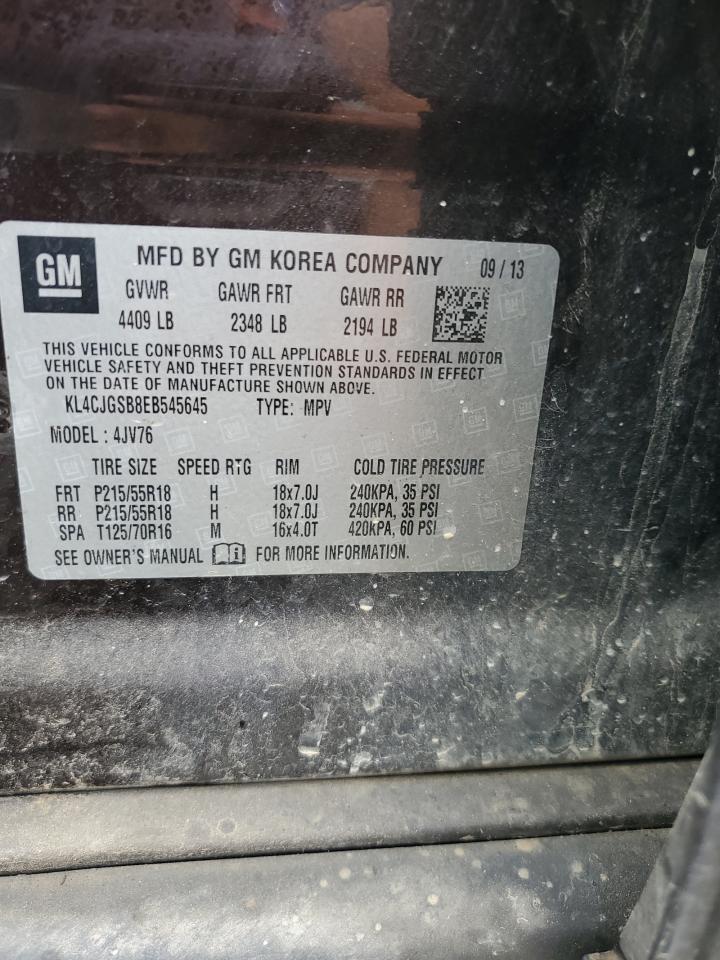 GM
MFD BY GM KOREA COMPANY 09 / 13
GVWR GAWR FRT GAWR RR
4409 LB 2348 LB 2194 LB
THIS VEHICLE CONFORMS TO ALL APPLICABLE U.S. FEDERAL MOTOR
VEHICLE SAFETY AND THEFT PREVENTION STANDARDS IN EFFECT
ON THE DATE OF MANUFACTURE SHOWN ABOVE.
KL4CJGSB8EB545645 TYPE: MPV
MODEL : 4JV76
TIRE SIZE SPEED RTG RIM COLD TIRE PRESSURE
FRT P215/55R18 H 18x7.0J 240KPA, 35 PSI
RR P215/55R18 H 18x7.0J 240KPA, 35 PSI
SPA T125/70R16 M 16x4.0T 420KPA, 60 PSI
SEE OWNER'S MANUAL FOR MORE INFORMATION.